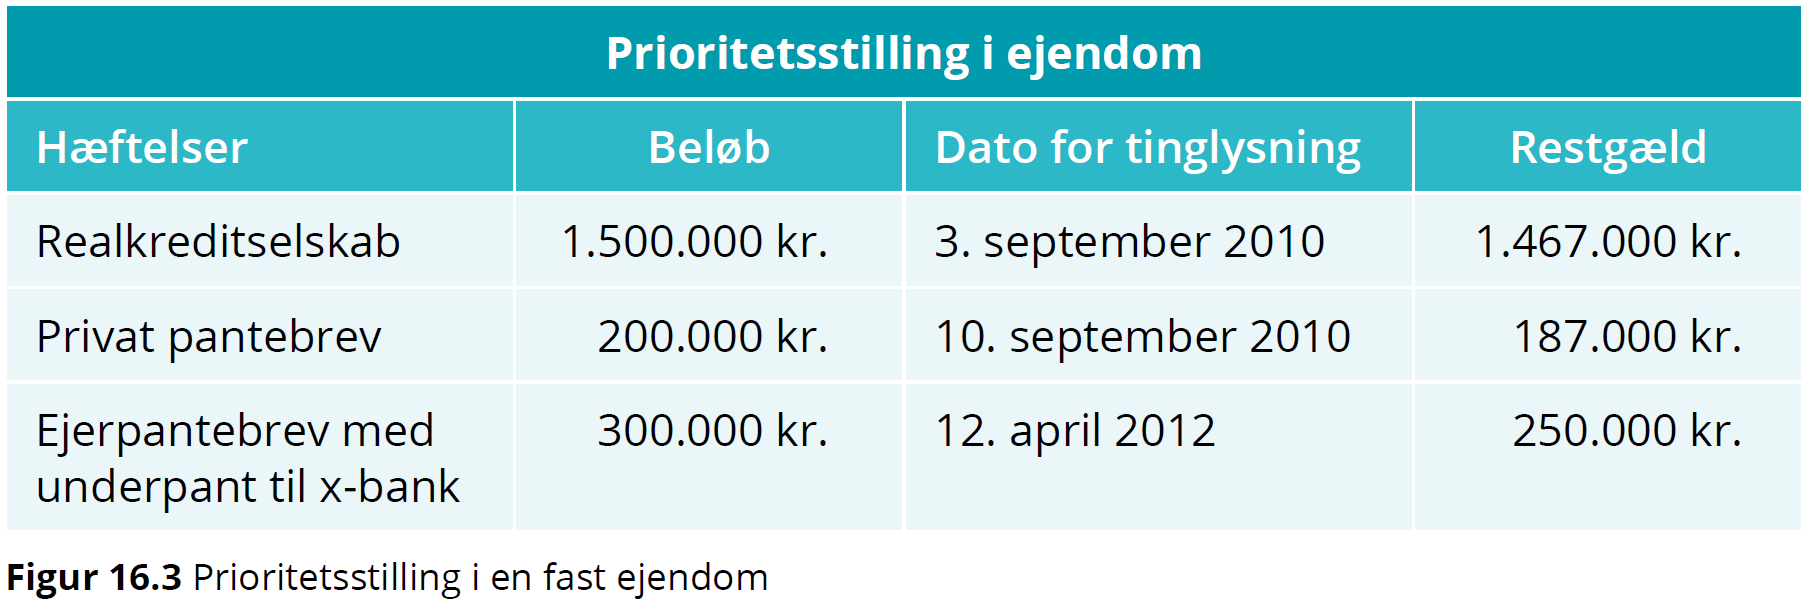 Prioritetsstilling i ejendom
Hæftelser Beløb Dato for tinglysning Restgæld
Realkreditselskab 1.500.000 kr. 3. september 2010 1.467.000 kr.
Privat pantebrev 200.000 kr. 10. september 2010 187.000 kr.
Ejerpantebrev med 300.000 kr. 12. april 2012 250.000 kr.
underpant til x-bank
Figur 16.3 Prioritetsstilling i en fast ejendom